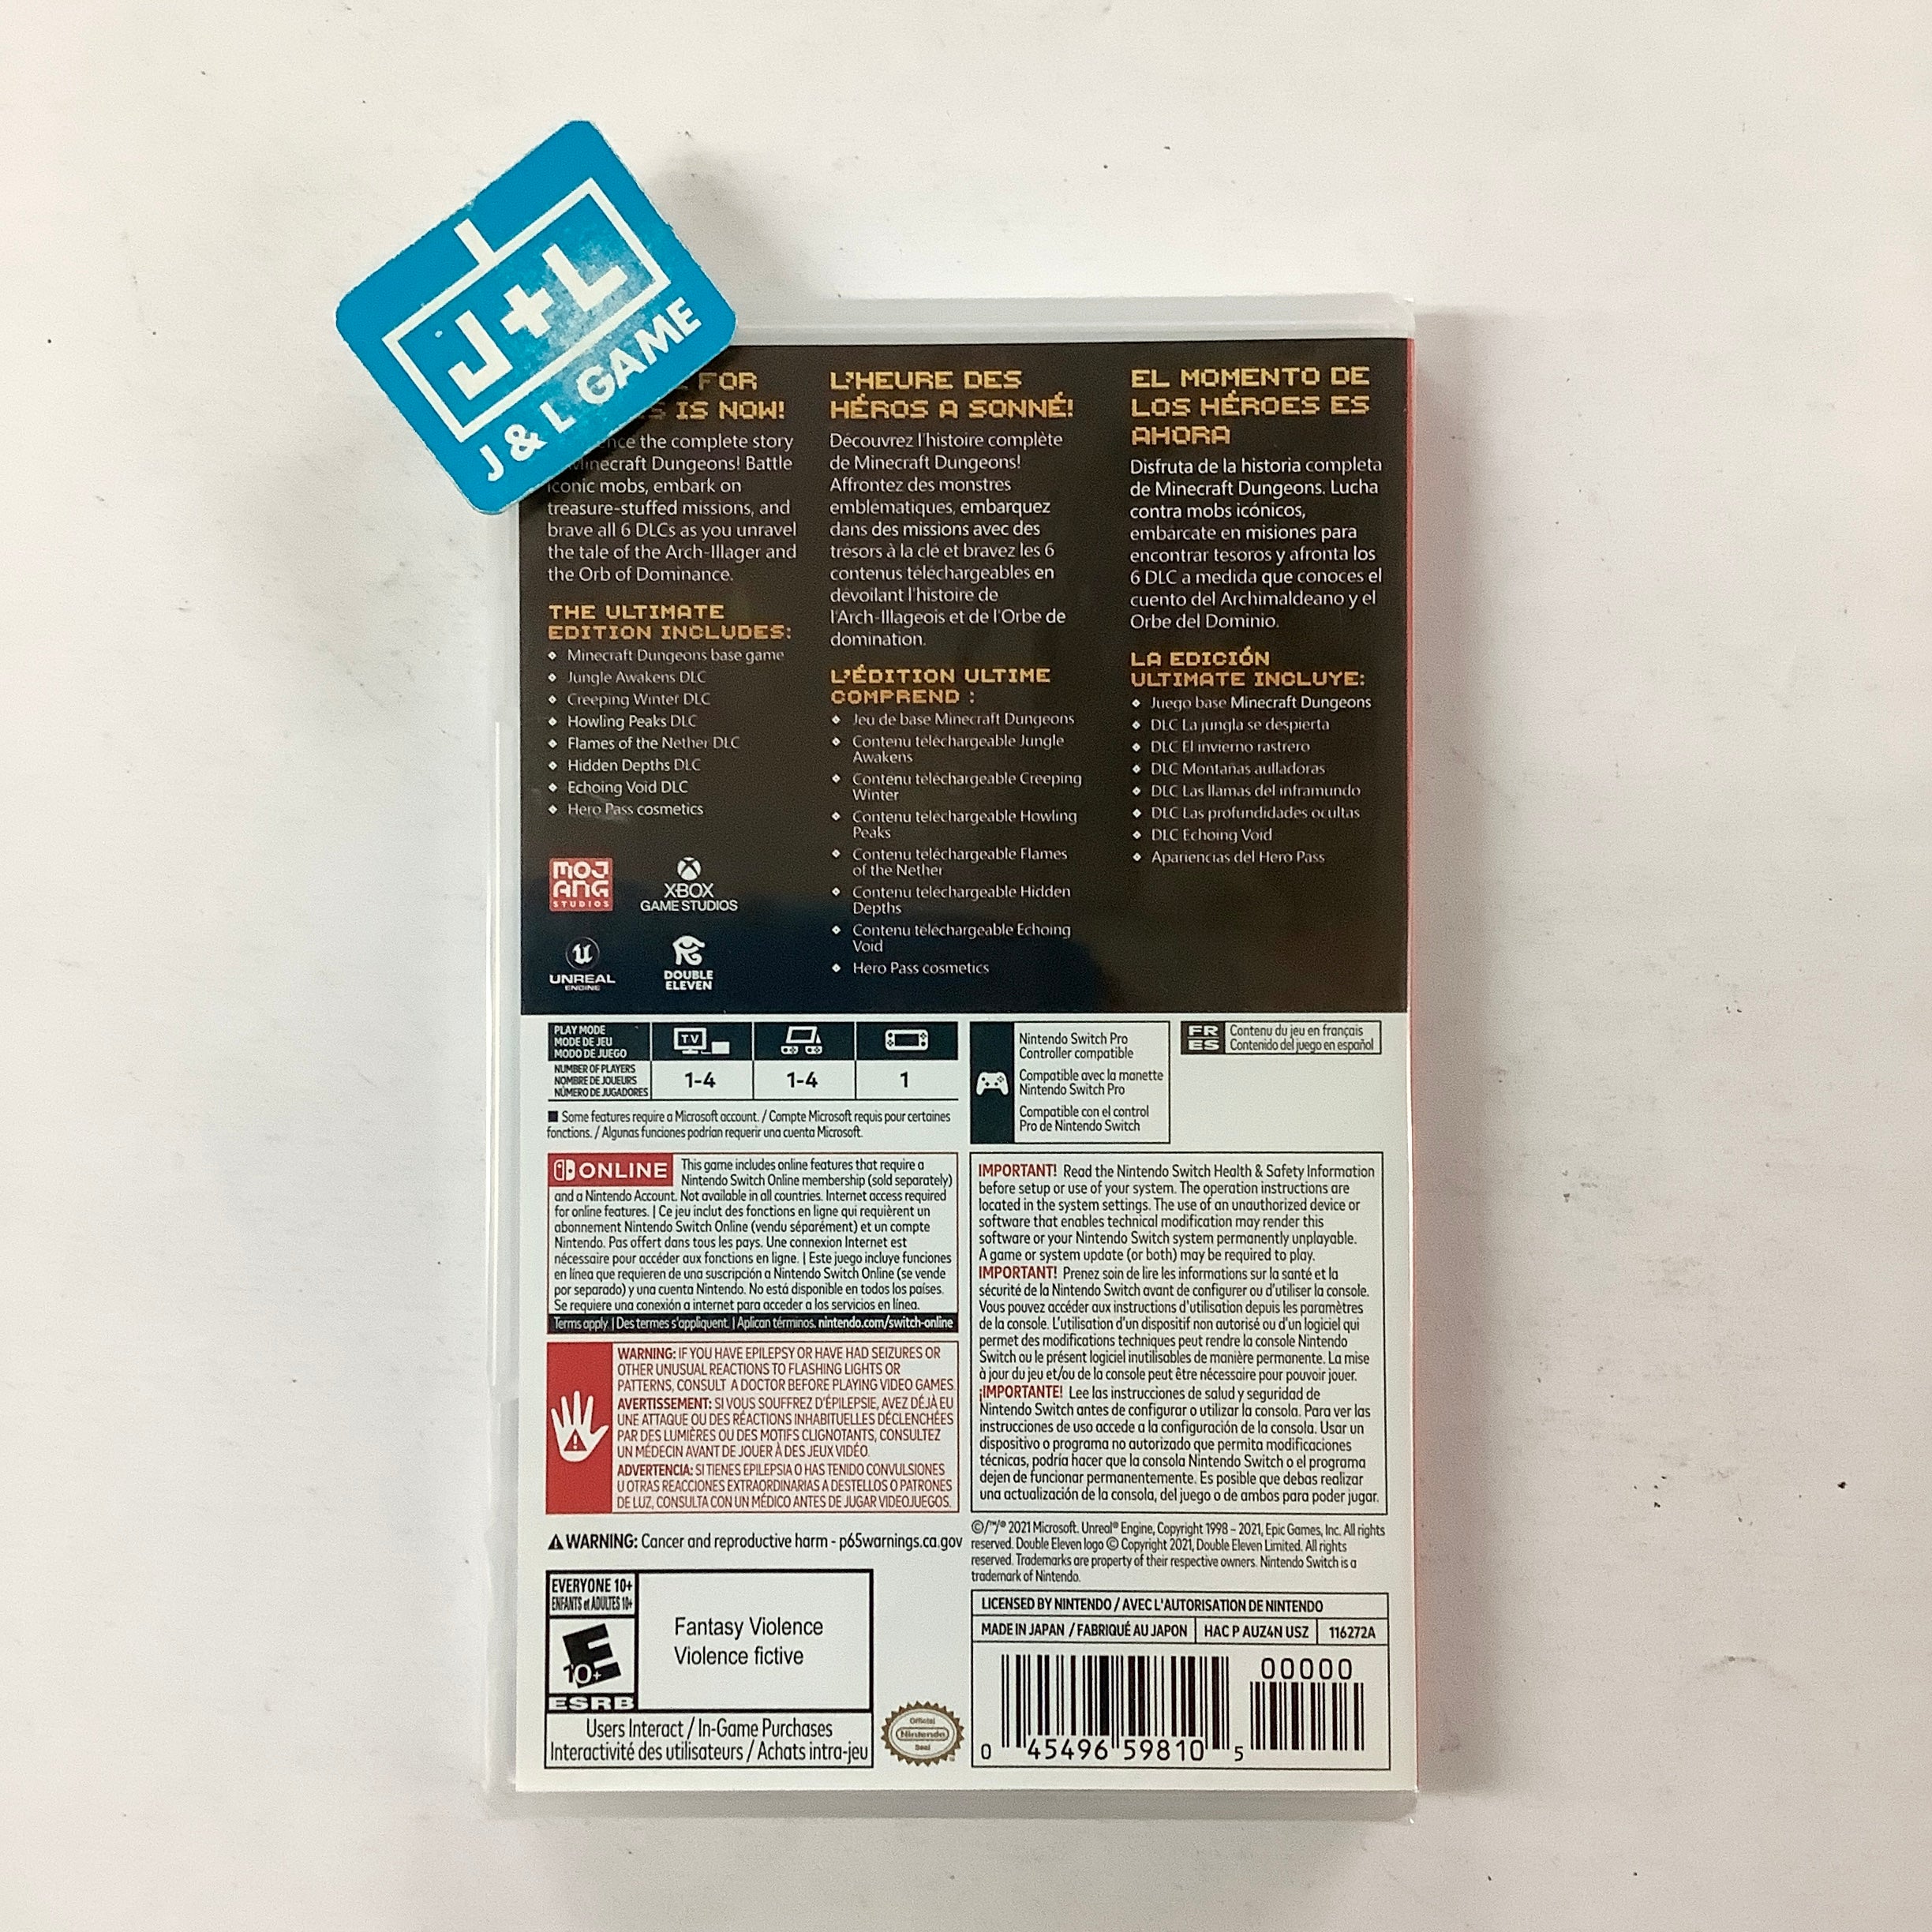 J+L
J & L GAME
FOR
IS NOW!
the complete story
Minecraft Dungeons! Battle
iconic mobs, embark on
treasure-stuffed missions, and
brave all 6 DLCs as you unravel
the tale of the Arch-Illager and
the Orb of Dominance.
THE ULTIMATE
EDITION INCLUDES:
Minecraft Dungeons base game
Jungle Awakens DLC
Creeping Winter DLC
Howling Peaks DLC
Flames of the Nether DLC
Hidden Depths DLC
Echoing Void DLC
Hero Pass cosmetics
MOJ
ANG
STUDIOS
XBOX
GAME STUDIOS
UNREAL
ENGINE
DOUBLE
ELEVEN
L'HEURE DES
HÉROS A SONNÉ!
Découvrez l'histoire complète
de Minecraft Dungeons!
Affrontez des monstres
emblématiques, embarquez
dans des missions avec des
trésors à la clé et bravez les 6
contenus téléchargeables en
dévoilant l'histoire de
l'Arch-Illageois et de l'Orbe de
domination.
L'ÉDITION ULTIME
COMPREND :
Jeu de base Minecraft Dungeons
Contenu téléchargeable Jungle
Awakens
Contenu téléchargeable Creeping
Winter
Contenu téléchargeable Howling
Peaks
Contenu téléchargeable Flames
of the Nether
Contenu téléchargeable Hidden
Depths
Contenu téléchargeable Echoing
Void
Hero Pass cosmetics
EL MOMENTO DE
LOS HÉROES ES
AHORA
Disfruta de la historia completa
de Minecraft Dungeons. Lucha
contra mobs icónicos,
embárcate en misiones para
encontrar tesoros y afronta los
6 DLC a medida que conoces el
cuento del Archimaldeano y el
Orbe del Dominio.
LA EDICIÓN
ULTIMATE INCLUYE:
Juego base Minecraft Dungeons
DLC La jungla se despierta
DLC El invierno rastrero
DLC Montañas aulladoras
DLC Las llamas del inframundo
DLC Las profundidades ocultas
DLC Echoing Void
Apariencias del Hero Pass
PLAY MODE
MODE DE JEU
MODO DE JUEGO
TV
NUMBER OF PLAYERS
NOMBRE DE JOUEURS
NÚMERO DE JUGADORES
1-4
1-4
1
Some features require a Microsoft account. / Compte Microsoft requis pour certaines
fonctions. / Algunas funciones podrían requerir una cuenta Microsoft.
Nintendo Switch Pro
Controller compatible
Compatible avec la manette
Nintendo Switch Pro
Compatible con el control
Pro de Nintendo Switch
FR
ES
Contenu du jeu en français
Contenido del juego en español
ONLINE
This game includes online features that require a
Nintendo Switch Online membership (sold separately)
and a Nintendo Account. Not available in all countries. Internet access required
for online features. | Ce jeu inclut des fonctions en ligne qui requièrent un
abonnement Nintendo Switch Online (vendu séparément) et un compte
Nintendo. Pas offert dans tous les pays. Une connexion Internet est
nécessaire pour accéder aux fonctions en ligne. | Este juego incluye funciones
en línea que requieren de una suscripción a Nintendo Switch Online (se vende
por separado) y una cuenta Nintendo. No está disponible en todos los países.
Se requiere una conexión a internet para acceder a los servicios en línea.
Terms apply. | Des termes s'appliquent. | Aplican términos. nintendo.com/switch-online
WARNING: IF YOU HAVE EPILEPSY OR HAVE HAD SEIZURES OR
OTHER UNUSUAL REACTIONS TO FLASHING LIGHTS OR
PATTERNS, CONSULT A DOCTOR BEFORE PLAYING VIDEO GAMES.
AVERTISSEMENT: SI VOUS SOUFFREZ D'ÉPILEPSIE, AVEZ DÉJÀ EU
UNE ATTAQUE OU DES RÉACTIONS INHABITUELLES DÉCLENCHÉES
PAR DES LUMIÈRES OU DES MOTIFS CLIGNOTANTS, CONSULTEZ
UN MÉDECIN AVANT DE JOUER À DES JEUX VIDÉO.
ADVERTENCIA: SI TIENES EPILEPSIA O HAS TENIDO CONVULSIONES
U OTRAS REACCIONES EXTRAORDINARIAS A DESTELLOS O PATRONES
DE LUZ, CONSULTA CON UN MÉDICO ANTES DE JUGAR VIDEOJUEGOS.
WARNING: Cancer and reproductive harm - p65warnings.ca.gov
IMPORTANT! Read the Nintendo Switch Health & Safety Information
before setup or use of your system. The operation instructions are
located in the system settings. The use of an unauthorized device or
software that enables technical modification may render this
software or your Nintendo Switch system permanently unplayable.
A game or system update (or both) may be required to play.
IMPORTANT! Prenez soin de lire les informations sur la santé et la
sécurité de la Nintendo Switch avant de configurer ou d'utiliser la console.
Vous pouvez accéder aux instructions d'utilisation depuis les paramètres
de la console. L'utilisation d'un dispositif non autorisé ou d'un logiciel qui
permet des modifications techniques peut rendre la console Nintendo
Switch ou le présent logiciel inutilisables de manière permanente. La mise
à jour du jeu et/ou de la console peut être nécessaire pour pouvoir jouer.
¡IMPORTANTE! Lee las instrucciones de salud y seguridad de
Nintendo Switch antes de configurar o utilizar la consola. Para ver las
instrucciones de uso accede a la configuración de la consola. Usar un
dispositivo o programa no autorizado que permita modificaciones
técnicas, podría hacer que la consola Nintendo Switch o el programa
dejen de funcionar permanentemente. Es posible que debas realizar
una actualización de la consola, del juego o de ambos para poder jugar.
©/™/® 2021 Microsoft. Unreal® Engine, Copyright 1998 – 2021, Epic Games, Inc. All rights
reserved. Double Eleven logo © Copyright 2021, Double Eleven Limited. All rights
reserved. Trademarks are property of their respective owners. Nintendo Switch is a
trademark of Nintendo.
EVERYONE 10+
ENFANTS et ADULTES 10+
E
10+
ESRB
Fantasy Violence
Violence fictive
Users Interact / In-Game Purchases
Interactivité des utilisateurs / Achats intra-jeu
Official
Nintendo
Seal
LICENSED BY NINTENDO / AVEC L'AUTORISATION DE NINTENDO
MADE IN JAPAN / FABRIQUÉ AU JAPON
HAC P AUZ4N USZ
116272A
00000
0 45496 59810 5